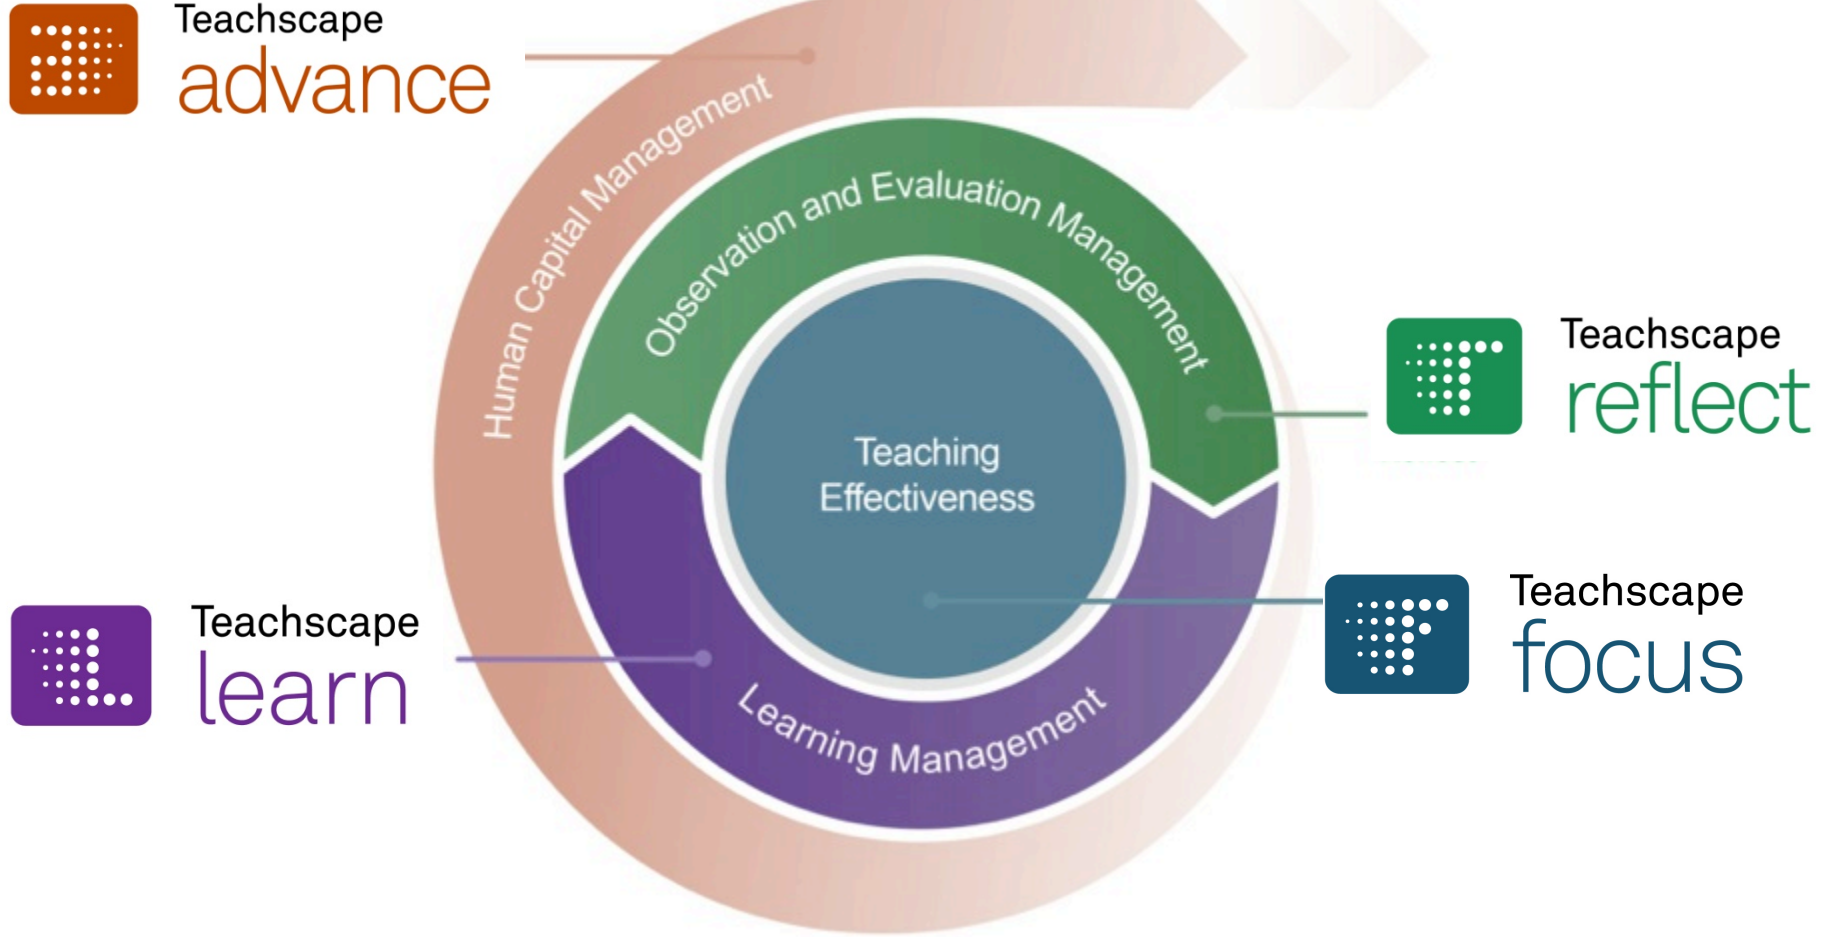 Teachscape
advance
Human Capital Management
Observation and Evaluation Management
Teachscape
reflect
Teaching
Effectiveness
Teachscape
focus
Teachscape
learn
Learning Management